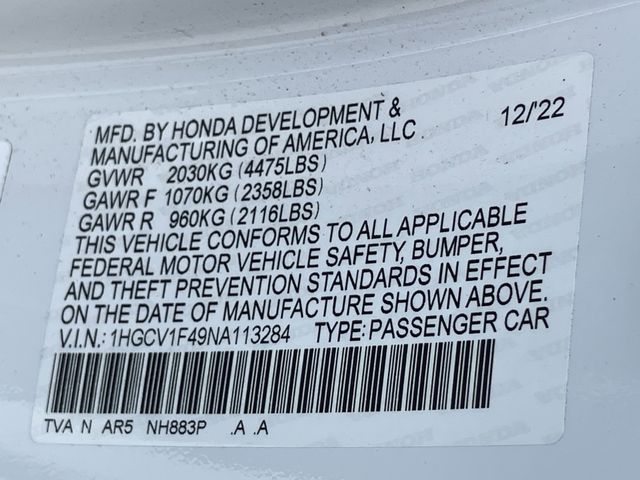 MFD. BY HONDA DEVELOPMENT & 12/'22
MANUFACTURING OF AMERICA, LLC
GVWR 2030KG (4475LBS)
GAWR F 1070KG (2358LBS)
GAWR R 960KG (2116LBS)
THIS VEHICLE CONFORMS TO ALL APPLICABLE
FEDERAL MOTOR VEHICLE SAFETY, BUMPER,
AND THEFT PREVENTION STANDARDS IN EFFECT
ON THE DATE OF MANUFACTURE SHOWN ABOVE.
V.I.N.: 1HGCV1F49NA113284 TYPE: PASSENGER CAR
TVA N AR5 NH883P .A .A